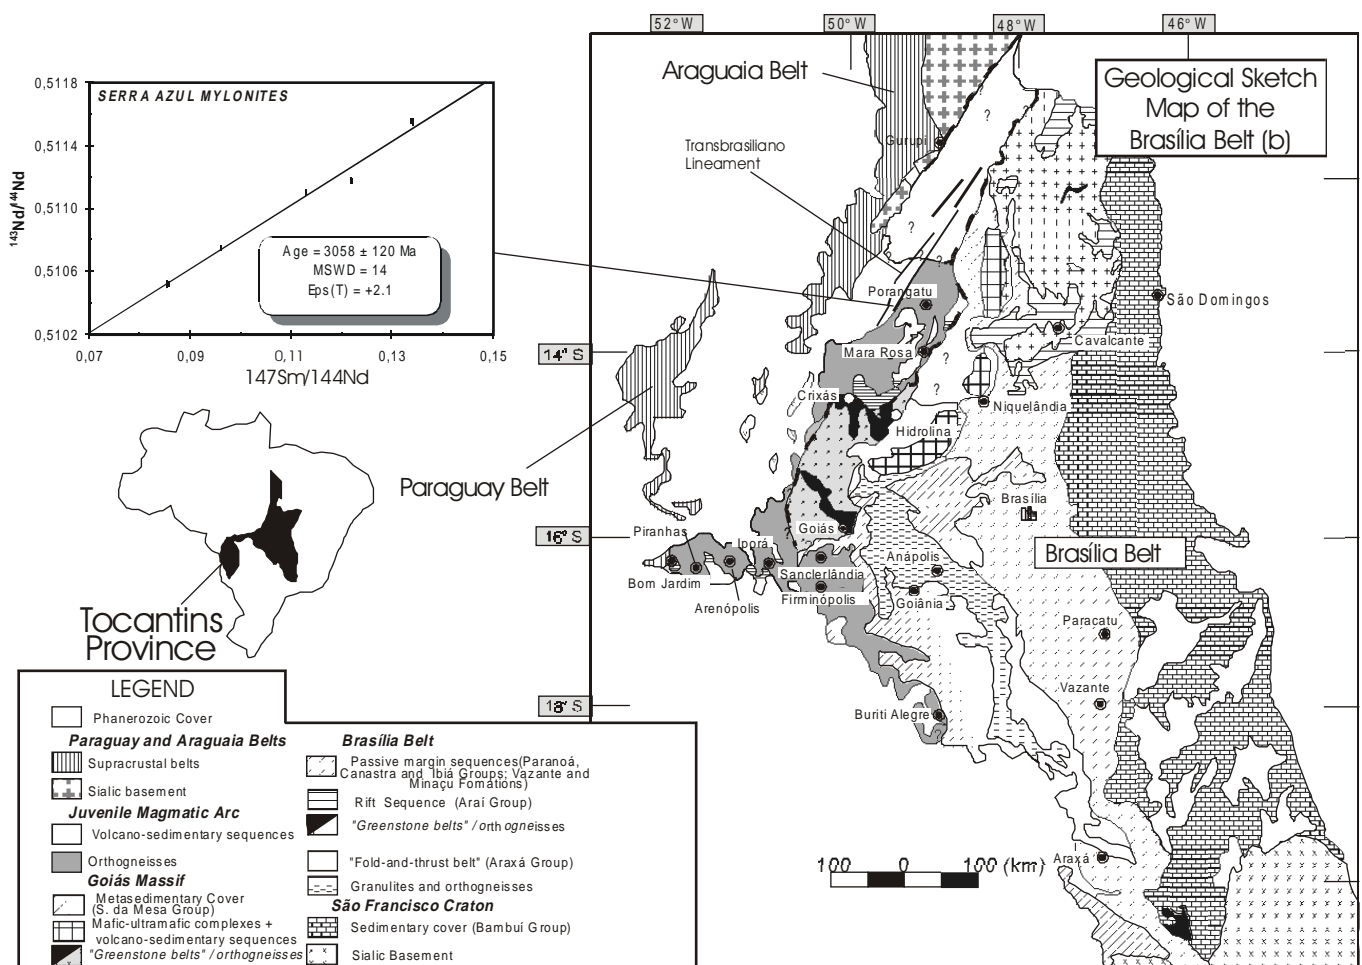 52°W
50°W
48°W
46°W
Geological Sketch
Map of the
Brasília Belt (b)
Araguaia Belt
Transbrasiliano
Lineament
Gurupi
?
?
?
0,5118
0,5114
0,5110
0,5106
0,5102
143Nd/144Nd
SERRA AZUL MYLONITES
Age = 3058 ± 120 Ma
MSWD = 14
Eps(T) = +2.1
0,07
0,09
0,11
0,13
0,15
147Sm/144Nd
Porangatu
São Domingos
Cavalcante
14° S
Mara Rosa
?
?
Crixás
Niquelândia
Hidrolina
Paraguay Belt
Brasília
16° S
Piranhas
Goiás
Iporá
Anápolis
Brasília Belt
Bom Jardim
Sanclerlândia
Arenópolis
Firminópolis
Goiânia
Tocantins
Province
Paracatu
Vazante
18° S
Buriti Alegre
Araxá
100 0 100 (km)
LEGEND
Phanerozoic Cover
Paraguay and Araguaia Belts
Supracrustal belts
Sialic basement
Juvenile Magmatic Arc
Volcano-sedimentary sequences
Orthogneisses
Goiás Massif
Metasedimentary Cover
(S. da Mesa Group)
Mafic-ultramafic complexes +
volcano-sedimentary sequences
"Greenstone belts" / orthogneisses
Brasília Belt
Passive margin sequences(Paranoá,
Canastra and Ibiá Groups; Vazante and
Minaçu Fomations)
Rift Sequence (Araí Group)
"Greenstone belts" / orthogneisses
"Fold-and-thrust belt" (Araxá Group)
Granulites and orthogneisses
São Francisco Craton
Sedimentary cover (Bambuí Group)
Sialic Basement